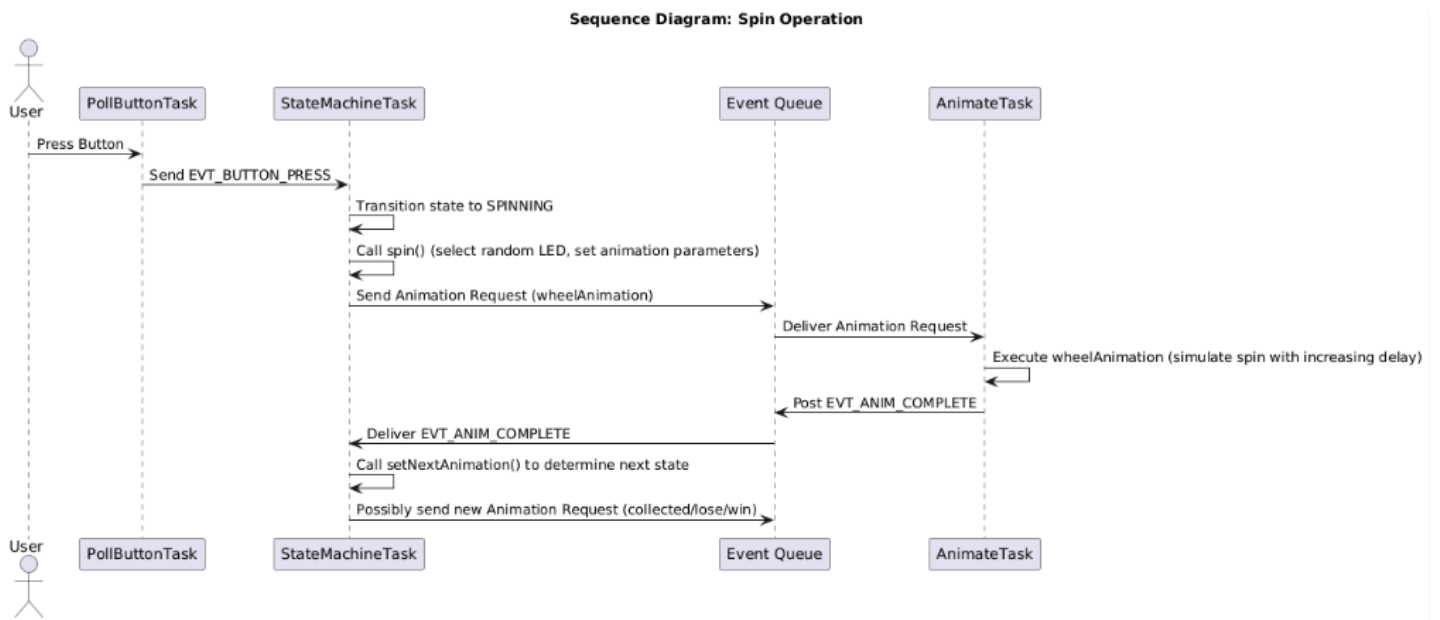 Sequence Diagram: Spin Operation
User
PollButtonTask
StateMachineTask
Event Queue
AnimateTask
Press Button
Send EVT_BUTTON_PRESS
Transition state to SPINNING
Call spin() (select random LED, set animation parameters)
Send Animation Request (wheelAnimation)
Deliver Animation Request
Execute wheelAnimation (simulate spin with increasing delay)
Post EVT_ANIM_COMPLETE
Deliver EVT_ANIM_COMPLETE
Call setNextAnimation() to determine next state
Possibly send new Animation Request (collected/lose/win)
User
PollButtonTask
StateMachineTask
Event Queue
AnimateTask